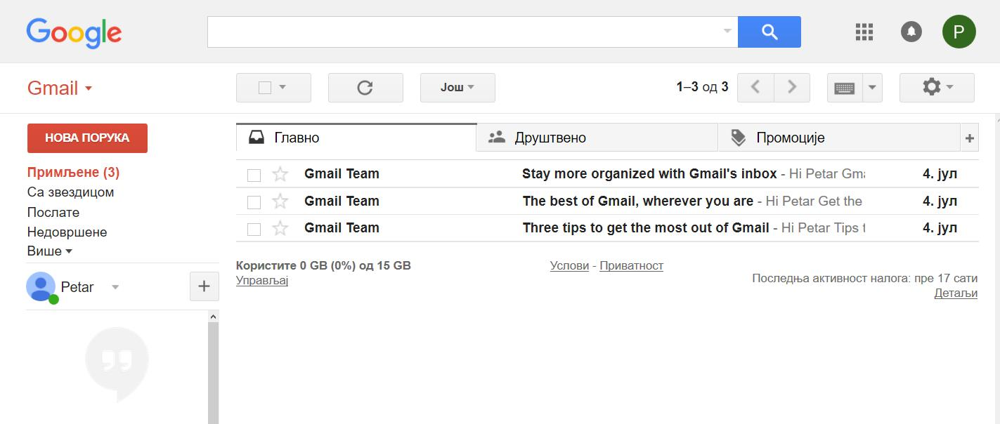 Google
P
Gmail
Још
1–3 од 3
НОВА ПОРУКА
Примљене (3)
Са звездицом
Послате
Недовршене
Више
Petar
Главно
Друштвено
Промоције
Gmail Team Stay more organized with Gmail's inbox - Hi Petar Gma 4. јул
Gmail Team The best of Gmail, wherever you are - Hi Petar Get the 4. јул
Gmail Team Three tips to get the most out of Gmail - Hi Petar Tips t 4. јул
Користите 0 GB (0%) од 15 GB
Управљај
Услови - Приватност
Последња активност налога: пре 17 сати
Детаљи